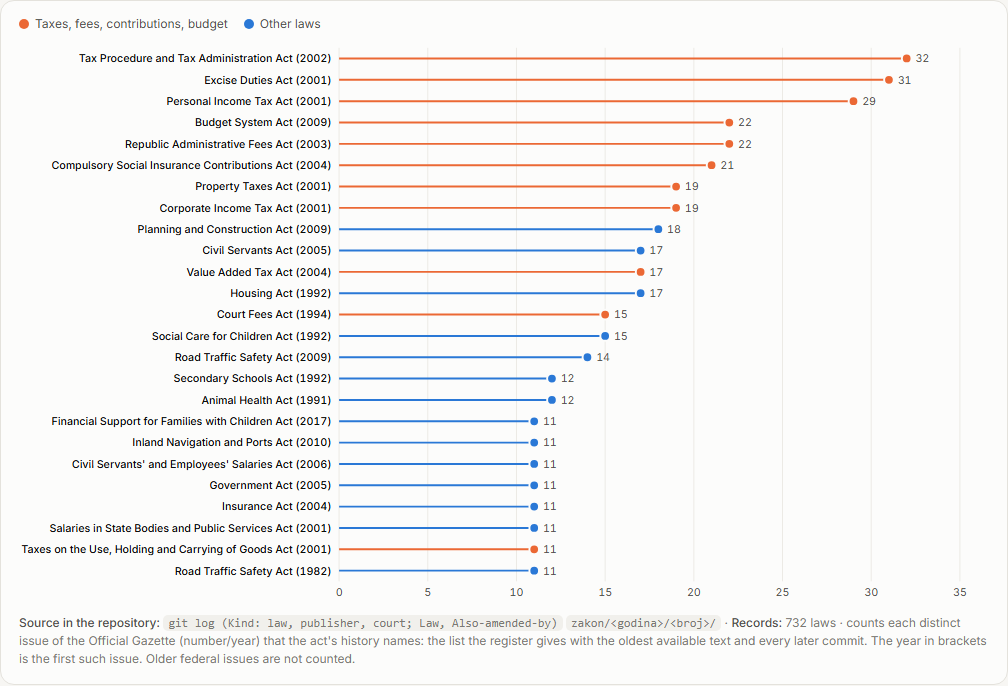 Taxes, fees, contributions, budget Other laws
Tax Procedure and Tax Administration Act (2002) 32
Excise Duties Act (2001) 31
Personal Income Tax Act (2001) 29
Budget System Act (2009) 22
Republic Administrative Fees Act (2003) 22
Compulsory Social Insurance Contributions Act (2004) 21
Property Taxes Act (2001) 19
Corporate Income Tax Act (2001) 19
Planning and Construction Act (2009) 18
Civil Servants Act (2005) 17
Value Added Tax Act (2004) 17
Housing Act (1992) 17
Court Fees Act (1994) 15
Social Care for Children Act (1992) 15
Road Traffic Safety Act (2009) 14
Secondary Schools Act (1992) 12
Animal Health Act (1991) 12
Financial Support for Families with Children Act (2017) 11
Inland Navigation and Ports Act (2010) 11
Civil Servants' and Employees' Salaries Act (2006) 11
Government Act (2005) 11
Insurance Act (2004) 11
Salaries in State Bodies and Public Services Act (2001) 11
Taxes on the Use, Holding and Carrying of Goods Act (2001) 11
Road Traffic Safety Act (1982) 11
0 5 10 15 20 25 30 35
Source in the repository: git log (Kind: law, publisher, court; Law, Also-amended-by) zakon/<godina>/<broj>/ · Records: 732 laws · counts each distinct
issue of the Official Gazette (number/year) that the act's history names: the list the register gives with the oldest available text and every later commit. The year in brackets
is the first such issue. Older federal issues are not counted.